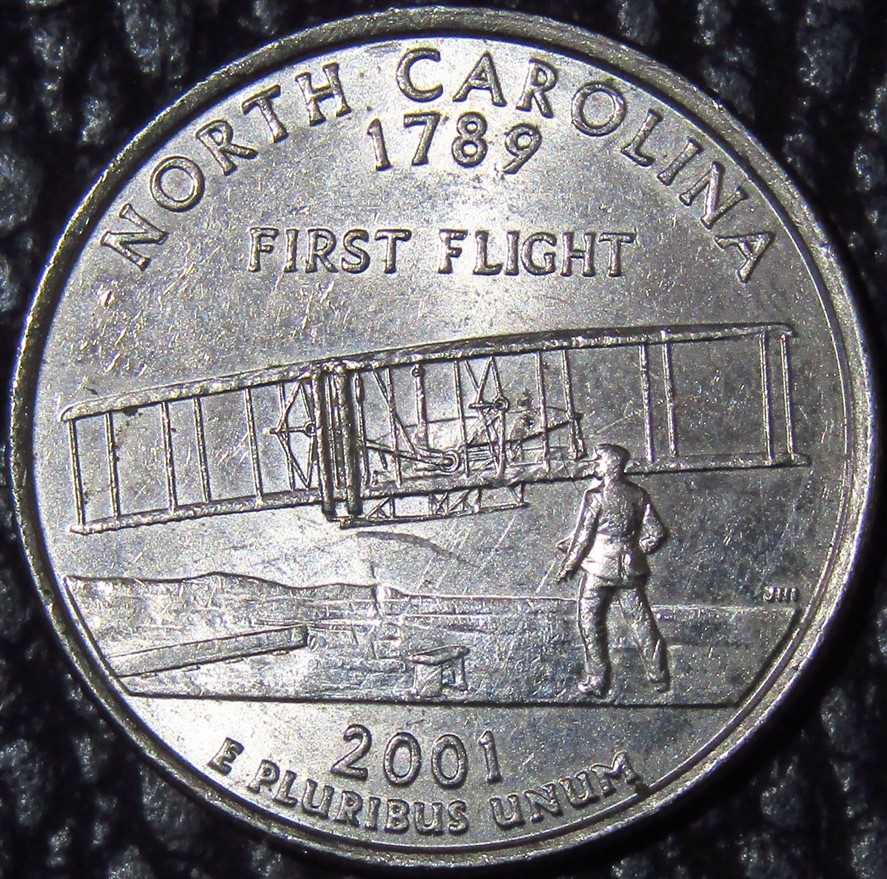 NORTH CAROLINA
1789
FIRST FLIGHT
2001
E PLURIBUS UNUM